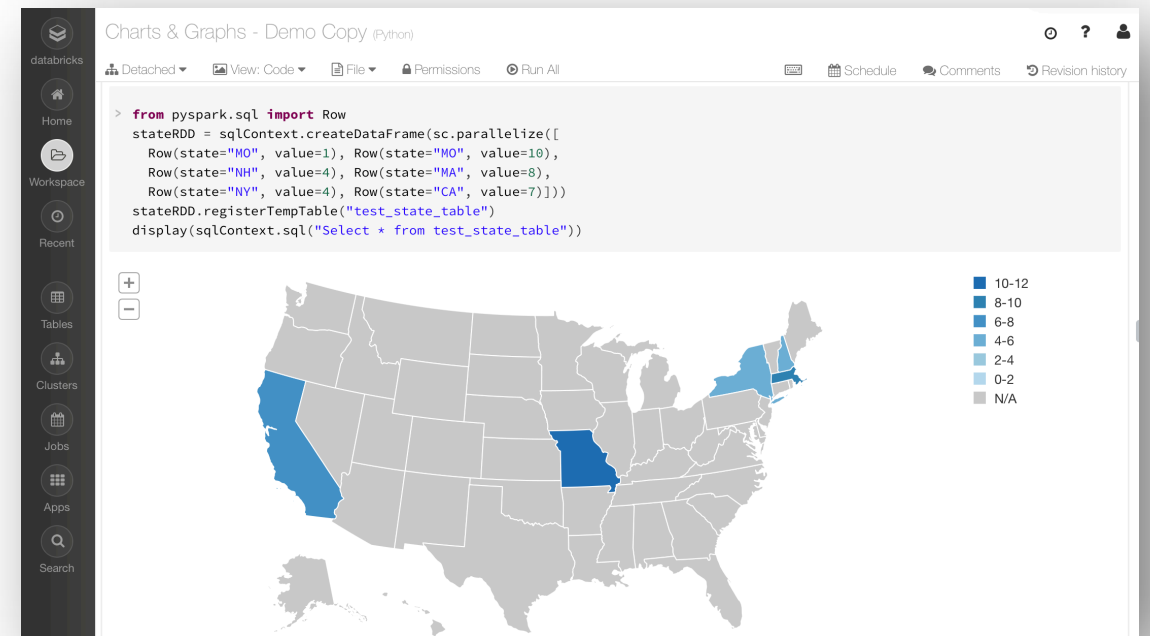 databricks
Home
Workspace
Recent
Tables
Clusters
Jobs
Apps
Search
Charts & Graphs - Demo Copy (Python)
?
Detached View: Code File Permissions Run All Schedule Comments Revision history
> from pyspark.sql import Row
stateRDD = sqlContext.createDataFrame(sc.parallelize([
Row(state="MO", value=1), Row(state="MO", value=10),
Row(state="NH", value=4), Row(state="MA", value=8),
Row(state="NY", value=4), Row(state="CA", value=7)]))
stateRDD.registerTempTable("test_state_table")
display(sqlContext.sql("Select * from test_state_table"))
+
−
10-12
8-10
6-8
4-6
2-4
0-2
N/A